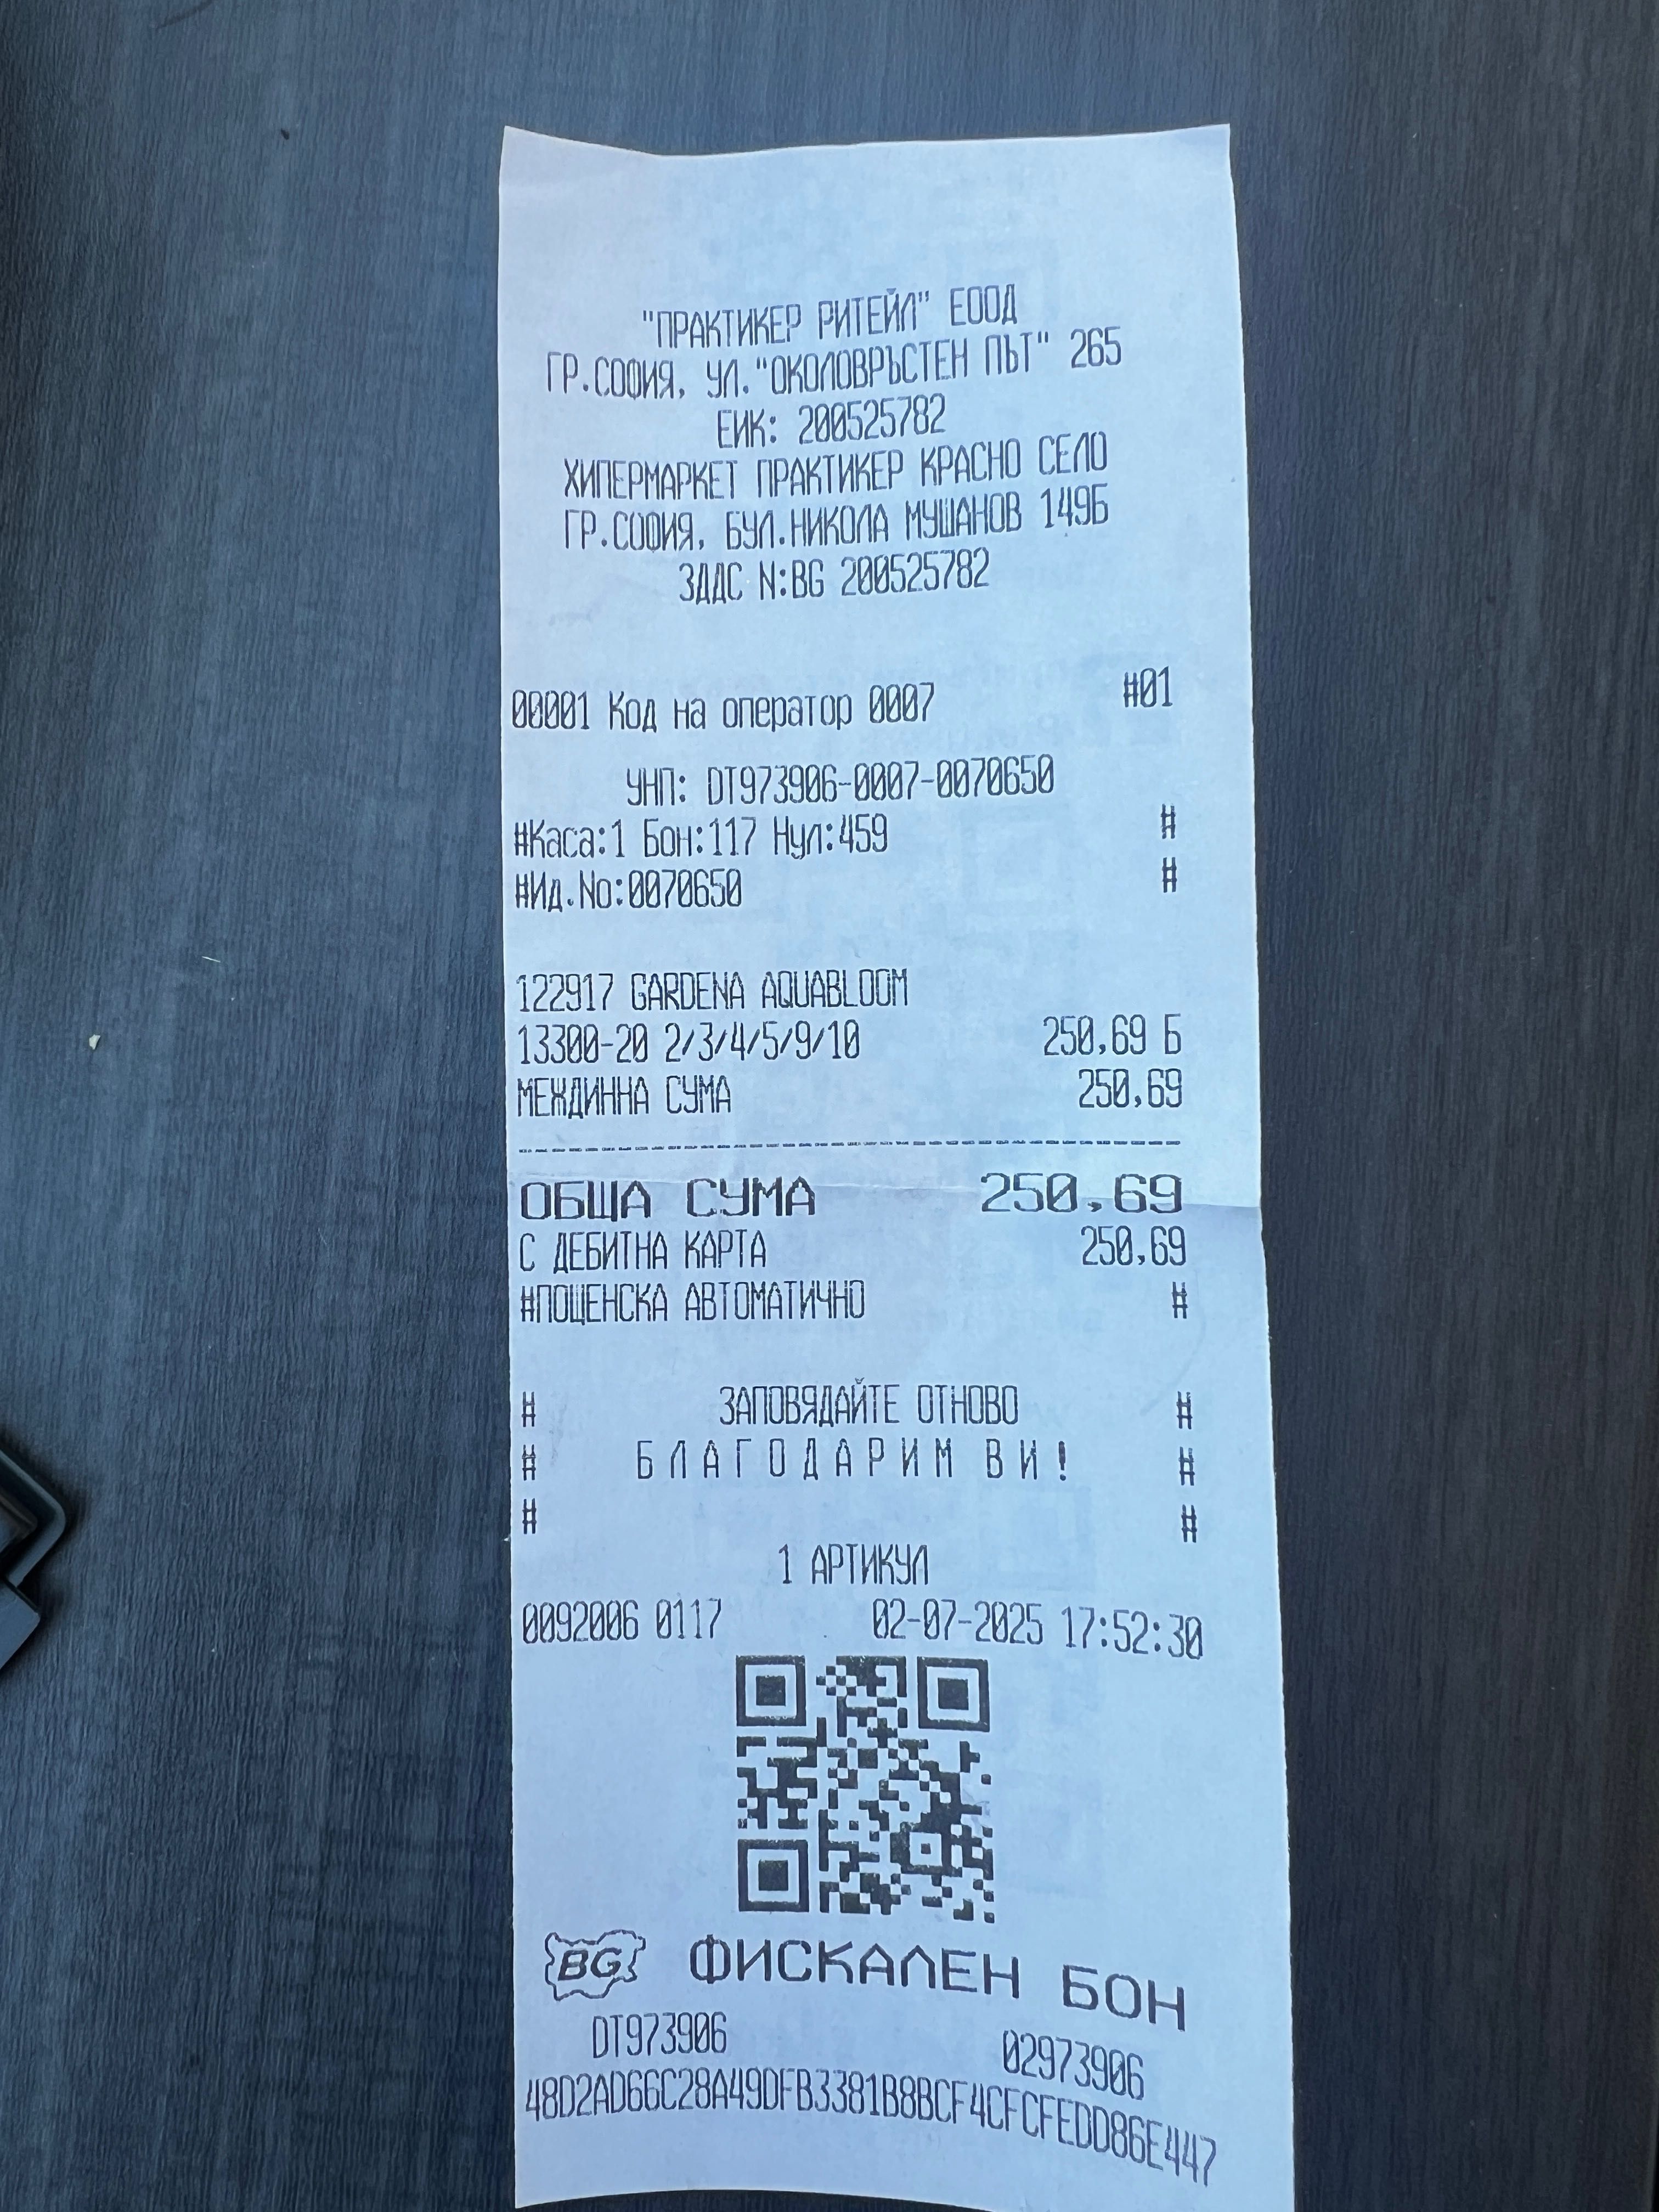 "ПРАКТИКЕР РИТЕЙЛ" ЕООД
ГР.СОФИЯ, УЛ."ОКОЛОВРЪСТЕН ПЪТ" 265
ЕИК: 200525782
ХИПЕРМАРКЕТ ПРАКТИКЕР КРАСНО СЕЛО
ГР.СОФИЯ, БУЛ.НИКОЛА МУШАНОВ 149Б
ЗДДС N:BG 200525782
00001 Код на оператор 0007 #01
УНП: DT973906-0007-0070650
#Каса:1 Бон:117 Нул:459 #
#Ид.No:0070650 #
122917 GARDENA AQUABLOOM
13300-20 2/3/4/5/9/10 250,69 Б
МЕЖДИННА СУМА 250,69
ОБЩА СУМА 250,69
С ДЕБИТНА КАРТА 250,69
#ПОЩЕНСКА АВТОМАТИЧНО #
# ЗАПОВЯДАЙТЕ ОТНОВО #
# Б Л А Г О Д А Р И М В И ! #
# #
1 АРТИКУЛ
0092006 0117 02-07-2025 17:52:30
BG ФИСКАЛЕН БОН
DT973906 02973906
48D2AD66C28A49DFB3381B8BCF4CFCFEDD86E447